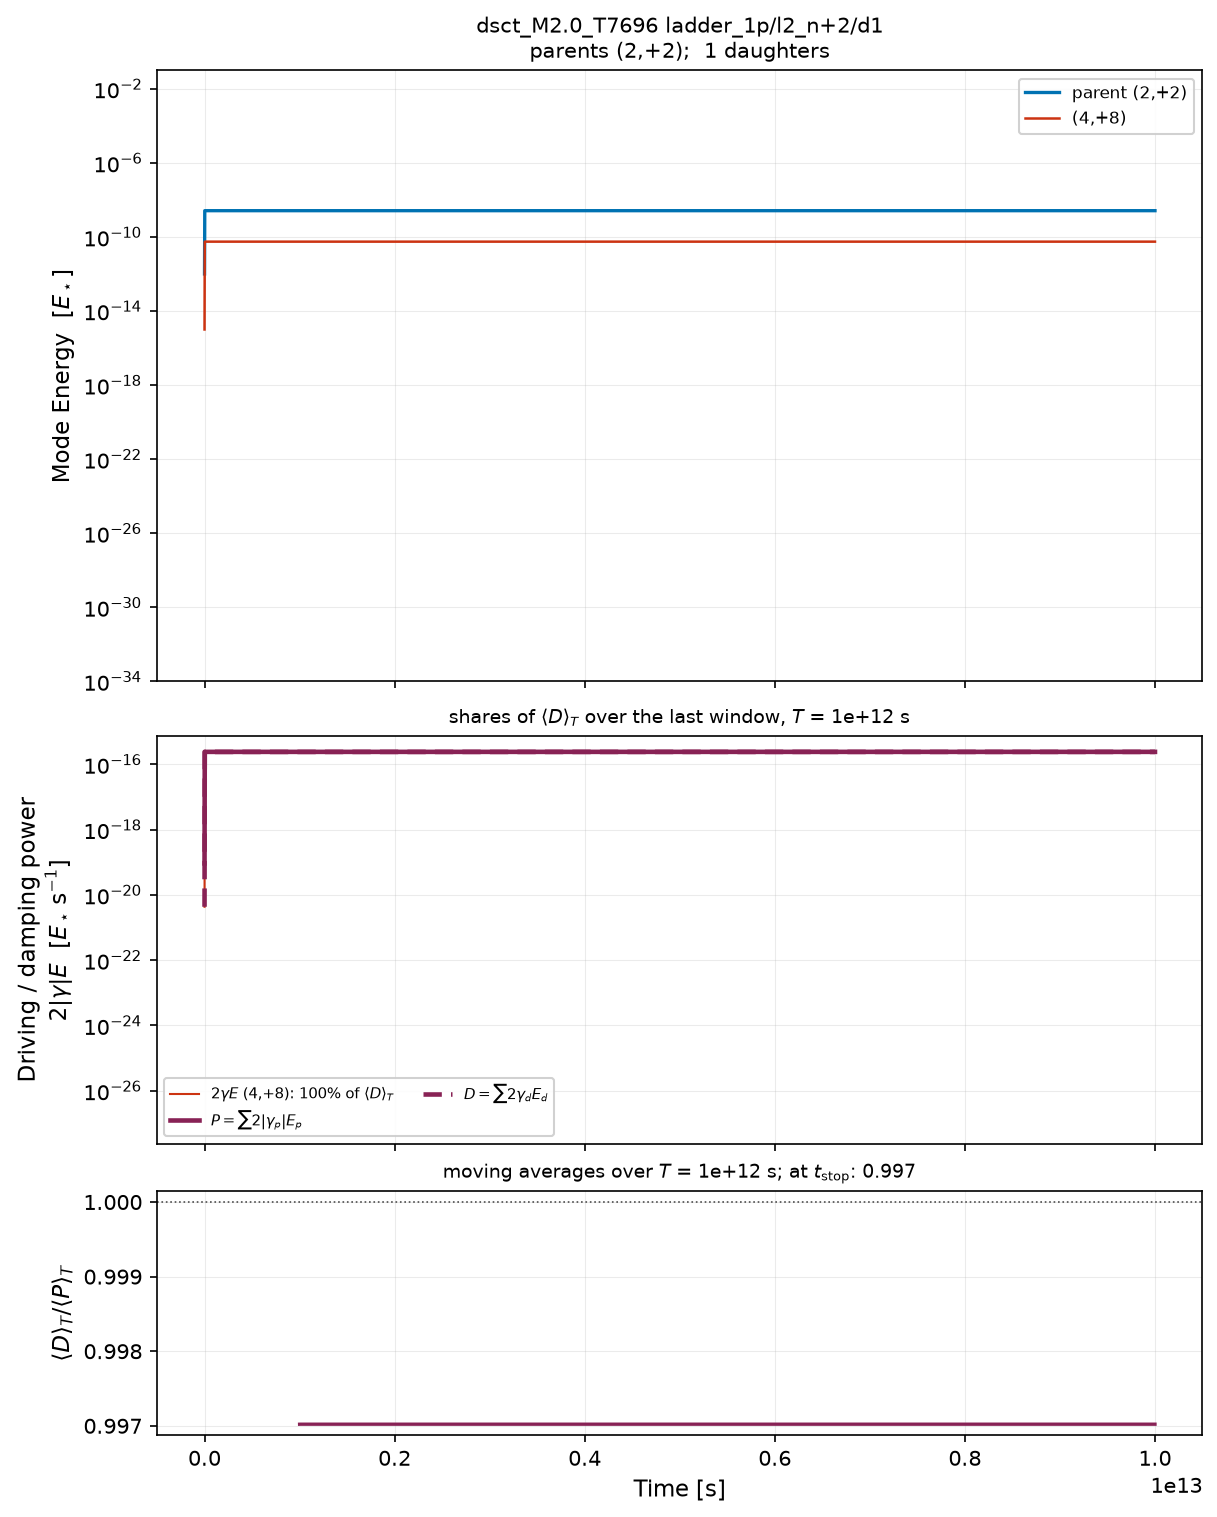 dsct_M2.0_T7696 ladder_1p/l2_n+2/d1
parents (2,+2);  1 daughters
parent (2,+2)
(4,+8)
Mode Energy [E⋆]
10⁻²
10⁻⁶
10⁻¹⁰
10⁻¹⁴
10⁻¹⁸
10⁻²²
10⁻²⁶
10⁻³⁰
10⁻³⁴
shares of ⟨D⟩_T over the last window, T = 1e+12 s
Driving / damping power
2|γ|E [E⋆ s⁻¹]
10⁻¹⁶
10⁻¹⁸
10⁻²⁰
10⁻²²
10⁻²⁴
10⁻²⁶
2γE (4,+8): 100% of ⟨D⟩_T
P = ∑2|γ_p|E_p
D = ∑2γ_dE_d
moving averages over T = 1e+12 s; at t_stop: 0.997
⟨D⟩_T/⟨P⟩_T
1.000
0.999
0.998
0.997
0.0 0.2 0.4 0.6 0.8 1.0
1e13
Time [s]